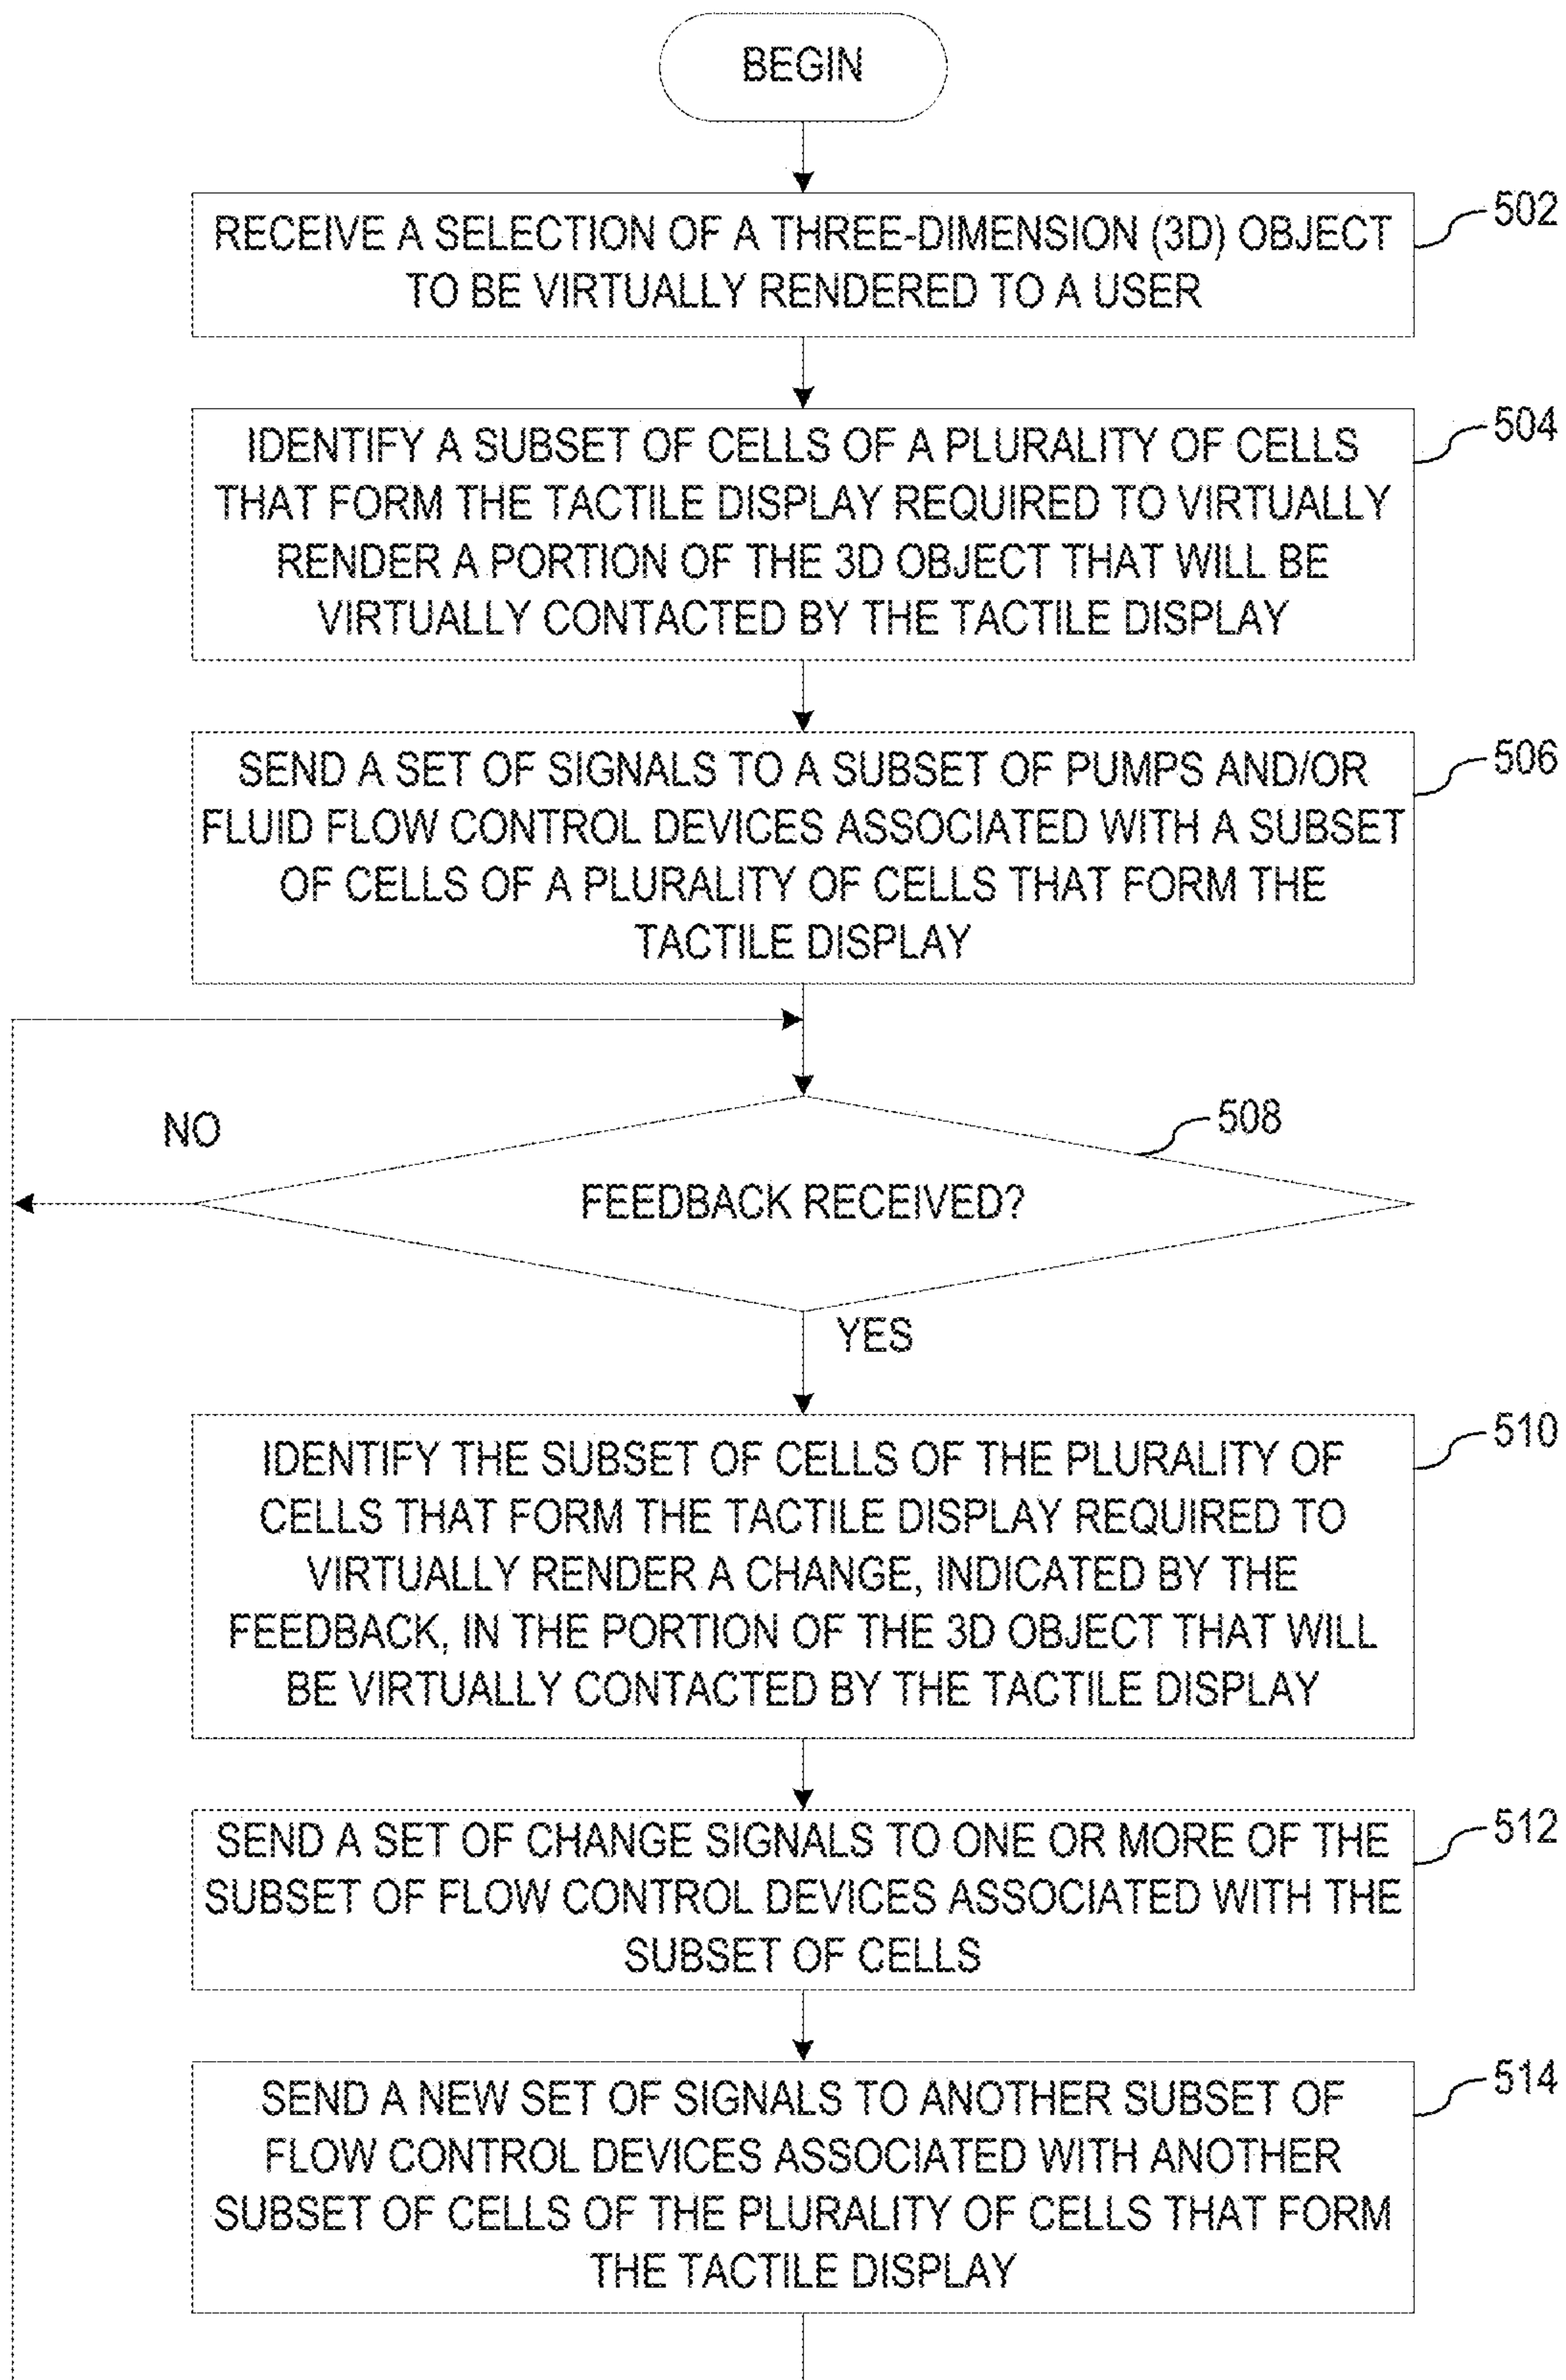 BEGIN
RECEIVE A SELECTION OF A THREE-DIMENSION (3D) OBJECT
TO BE VIRTUALLY RENDERED TO A USER
502
IDENTIFY A SUBSET OF CELLS OF A PLURALITY OF CELLS
THAT FORM THE TACTILE DISPLAY REQUIRED TO VIRTUALLY
RENDER A PORTION OF THE 3D OBJECT THAT WILL BE
VIRTUALLY CONTACTED BY THE TACTILE DISPLAY
504
SEND A SET OF SIGNALS TO A SUBSET OF PUMPS AND/OR
FLUID FLOW CONTROL DEVICES ASSOCIATED WITH A SUBSET
OF CELLS OF A PLURALITY OF CELLS THAT FORM THE
TACTILE DISPLAY
506
NO
508
FEEDBACK RECEIVED?
YES
IDENTIFY THE SUBSET OF CELLS OF THE PLURALITY OF
CELLS THAT FORM THE TACTILE DISPLAY REQUIRED TO
VIRTUALLY RENDER A CHANGE, INDICATED BY THE
FEEDBACK, IN THE PORTION OF THE 3D OBJECT THAT WILL
BE VIRTUALLY CONTACTED BY THE TACTILE DISPLAY
510
SEND A SET OF CHANGE SIGNALS TO ONE OR MORE OF THE
SUBSET OF FLOW CONTROL DEVICES ASSOCIATED WITH THE
SUBSET OF CELLS
512
SEND A NEW SET OF SIGNALS TO ANOTHER SUBSET OF
FLOW CONTROL DEVICES ASSOCIATED WITH ANOTHER
SUBSET OF CELLS OF THE PLURALITY OF CELLS THAT FORM
THE TACTILE DISPLAY
514